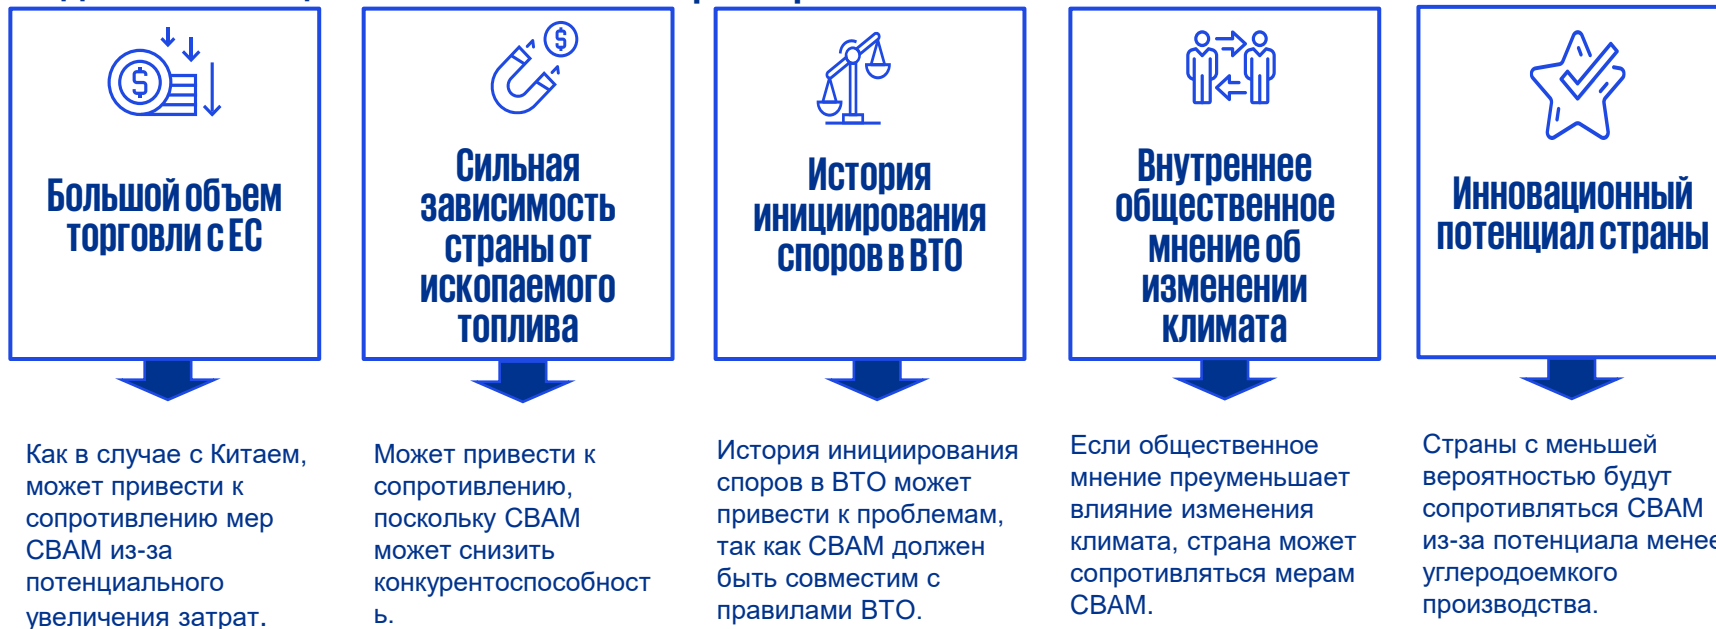 Большой объем
торговли с ЕС
Как в случае с Китаем,
может привести к
сопротивлению мер
CBAM из-за
потенциального
увеличения затрат.
Сильная
зависимость
страны от
ископаемого
топлива
Может привести к
сопротивлению,
поскольку CBAM
может снизить
конкурентоспособност
ь.
История
инициирования
споров в ВТО
История инициирования
споров в ВТО может
привести к проблемам,
так как CBAM должен
быть совместим с
правилами ВТО.
Внутреннее
общественное
мнение об
изменении
климата
Если общественное
мнение преуменьшает
влияние изменения
климата, страна может
сопротивляться мерам
CBAM.
Инновационный
потенциал страны
Страны с меньшей
вероятностью будут
сопротивляться CBAM
из-за потенциала менее
углеродоемкого
производства.